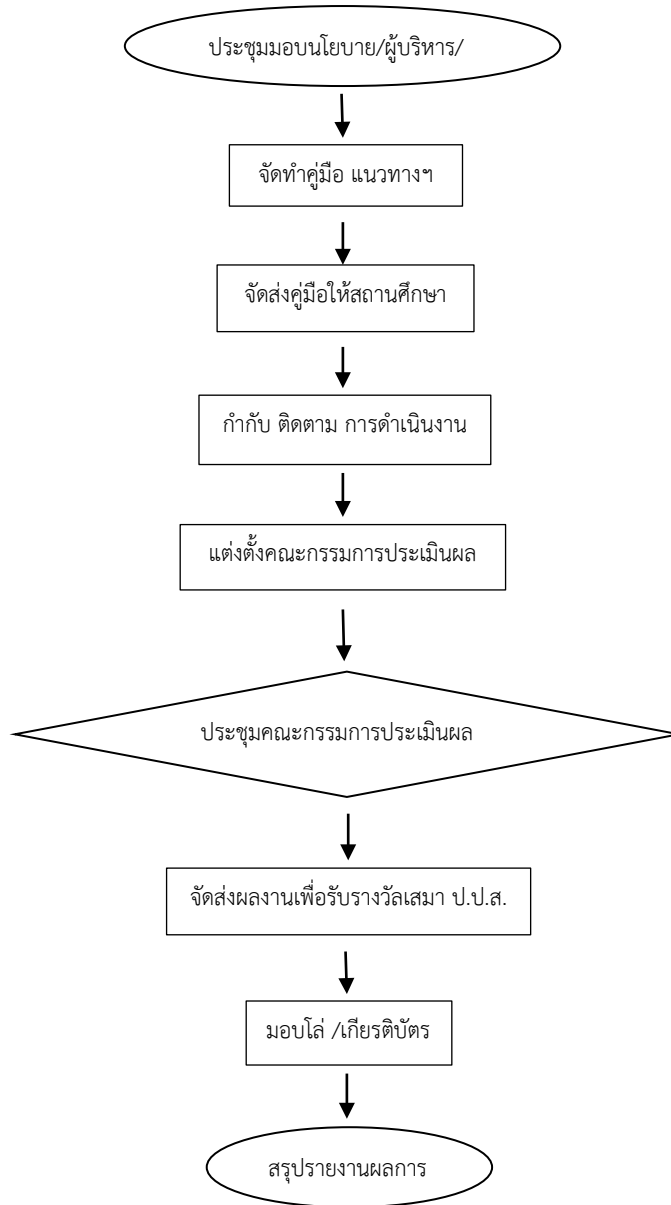 ประชุมมอบนโยบาย/ผู้บริหาร/
จัดทำคู่มือ แนวทางฯ
จัดส่งคู่มือให้สถานศึกษา
กำกับ ติดตาม การดำเนินงาน
แต่งตั้งคณะกรรมการประเมินผล
ประชุมคณะกรรมการประเมินผล
จัดส่งผลงานเพื่อรับรางวัลเสมา ป.ป.ส.
มอบโล่ /เกียรติบัตร
สรุปรายงานผลการ